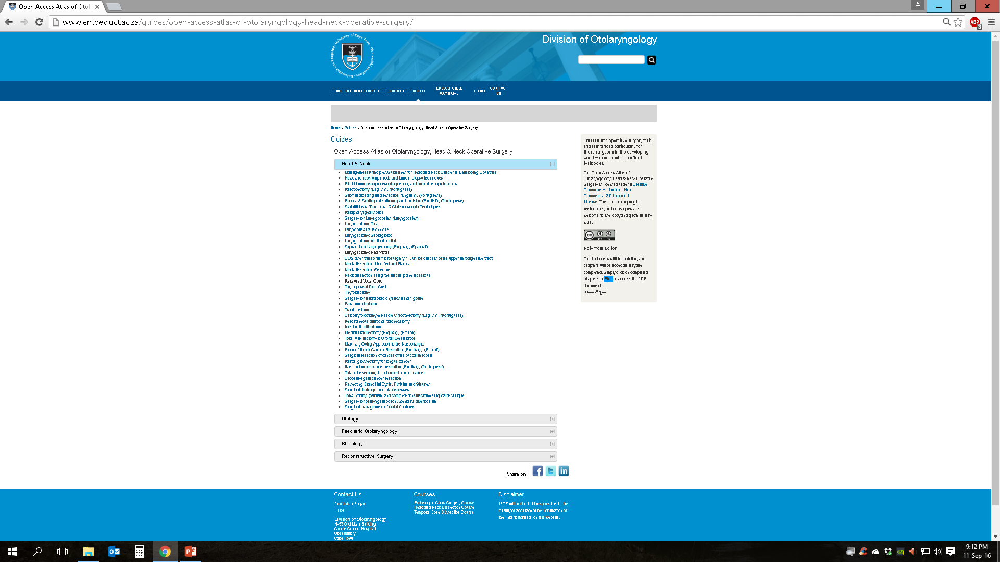 Open Access Atlas of Otol
www.entdev.uct.ac.za/guides/open-access-atlas-of-otolaryngology-head-neck-operative-surgery/
ABP
3
Division of Otolaryngology
HOME COURSES SUPPORT EDUCATORS GUIDES EDUCATIONAL MATERIAL LINKS CONTACT US
Home > Guides > Open Access Atlas of Otolaryngology, Head & Neck Operative Surgery
Guides
Open Access Atlas of Otolaryngology, Head & Neck Operative Surgery
Head & Neck [–]
Management Principles/Guidelines for Head and Neck Cancer in Developing Countries
Head and neck lymph node and tumour biopsy techniques
Rigid laryngoscopy, oesophagoscopy and bronchoscopy in adults
Parotidectomy (English), (Portuguese)
Submandibular gland resection (English), (Portuguese)
Ranula & Sublingual salivary gland excision (English), (Portuguese)
Sialolithiasis: Traditional & Sialendoscopic Techniques
Parapharyngeal space
Surgery for Laryngoceles (Laryngoceles)
Laryngectomy: Total
Laryngofissure technique
Laryngectomy: Supraglottic
Laryngectomy: Vertical partial
Supracricoid laryngectomy (English), (Spanish)
Laryngectomy: Near-total
CO2 laser transoral microsurgery (TLM) for cancers of the upper aerodigestive tract
Neck dissection: Modified and Radical
Neck dissection: Selective
Neck dissection using the fascial plane technique
Paralysed Vocal Cord
Thyroglossal Duct Cyst
Thyroidectomy
Surgery for intrathoracic (retrosternal) goitre
Parathyroidectomy
Tracheostomy
Cricothyroidotomy & Needle Cricothyrotomy (English), (Portuguese)
Percutaneous dilational tracheostomy
Inferior Maxillectomy
Medial Maxillectomy (English), (French)
Total Maxillectomy & Orbital Exenteration
Maxillary Swing Approach to the Nasopharynx
Floor of Mouth Cancer Resection (English); (French)
Surgical resection of cancer of the buccal mucosa
Partial glossectomy for tongue cancer
Base of tongue cancer resection (English), (Portuguese)
Total glossectomy for advanced tongue cancer
Oropharyngeal cancer resection
Resecting Branchial Cysts, Fistulae and Sinuses
Surgical drainage of neck abscesses
Tonsillotomy_(partial)_and complete tonsillectomy surgical technique
Surgery for pharyngeal pouch / Zenker's diverticulum
Surgical management of facial fractures
Otology [+]
Paediatric Otolaryngology [+]
Rhinology [+]
Reconstructive Surgery [+]
Share on
This is a free operative surgery text,
and is intended particularly for
those surgeons in the developing
world who are unable to afford
textbooks.
The Open Access Atlas of
Otolaryngology, Head & Neck Operative
Surgery is licensed under a Creative
Commons Attribution - Non
Commercial 3.0 Unported
License. There are no copyright
restrictions, and colleagues are
welcome to use, copy and quote as they
wish.
cc BY NC
Note from Editor
The textbook is still in evolution, and
chapters will be added as they are
completed. Simply click on completed
chapters in Blue to access the PDF
document.
Johan Fagan
Contact Us
Prof Johan Fagan
IFOS
Division of Otolaryngology
H-53 Old Main Building
Groote Schuur Hospital
Observatory
Cape Town
Courses
Endoscopic Sinus Surgery Course
Head and Neck Dissection Course
Temporal Bone Dissection Course
Disclaimer
IFOS will not be held responsible for the
quality or accuracy of the information or
the links to material on this website.
9:12 PM
11-Sep-16